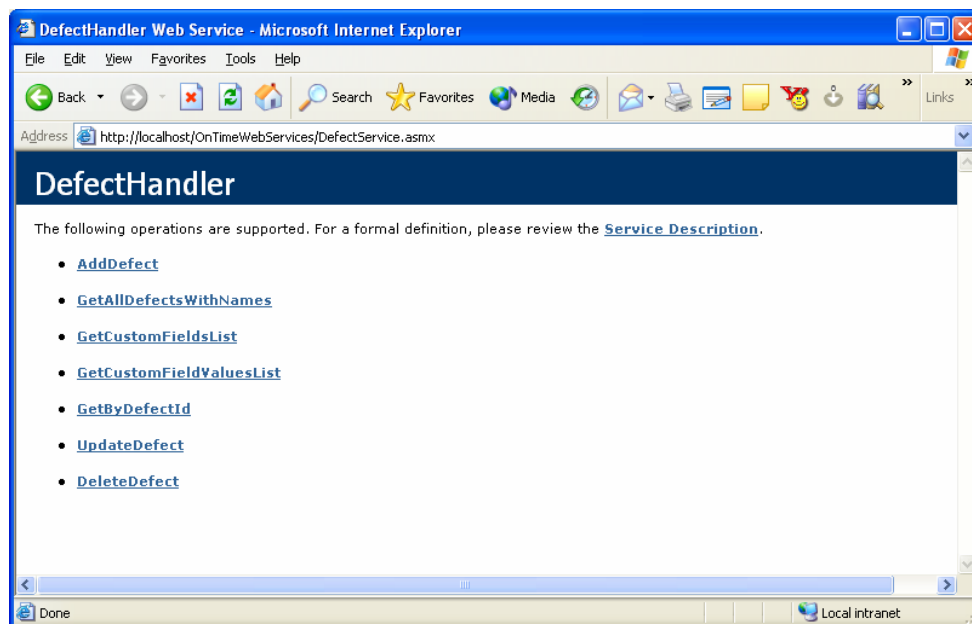 DefectHandler Web Service - Microsoft Internet Explorer
File Edit View Favorites Tools Help
Back Search Favorites Media » Links »
Address http://localhost/OnTimeWebServices/DefectService.asmx
DefectHandler
The following operations are supported. For a formal definition, please review the Service Description.
• AddDefect
• GetAllDefectsWithNames
• GetCustomFieldsList
• GetCustomFieldValuesList
• GetByDefectId
• UpdateDefect
• DeleteDefect
Done Local intranet